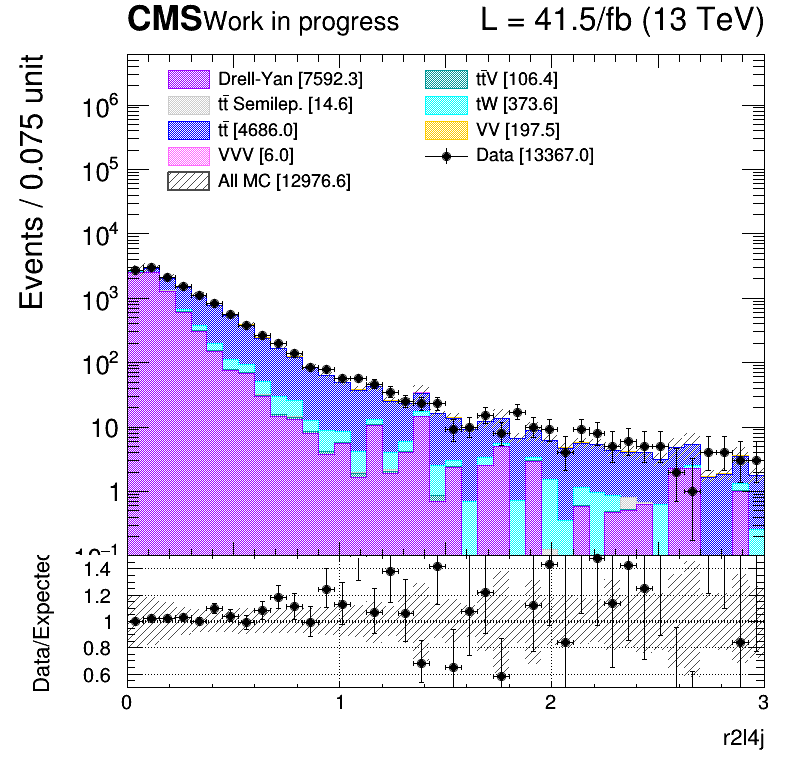 CMS Work in progress L = 41.5/fb (13 TeV)
Events / 0.075 unit
Drell-Yan [7592.3]
tt̄ Semilep. [14.6]
tt̄ [4686.0]
VVV [6.0]
All MC [12976.6]
tt̄V [106.4]
tW [373.6]
VV [197.5]
Data [13367.0]
10⁶
10⁵
10⁴
10³
10²
10
1
10⁻¹
Data/Expected
1.4
1.2
1
0.8
0.6
0 1 2 3
r2l4j